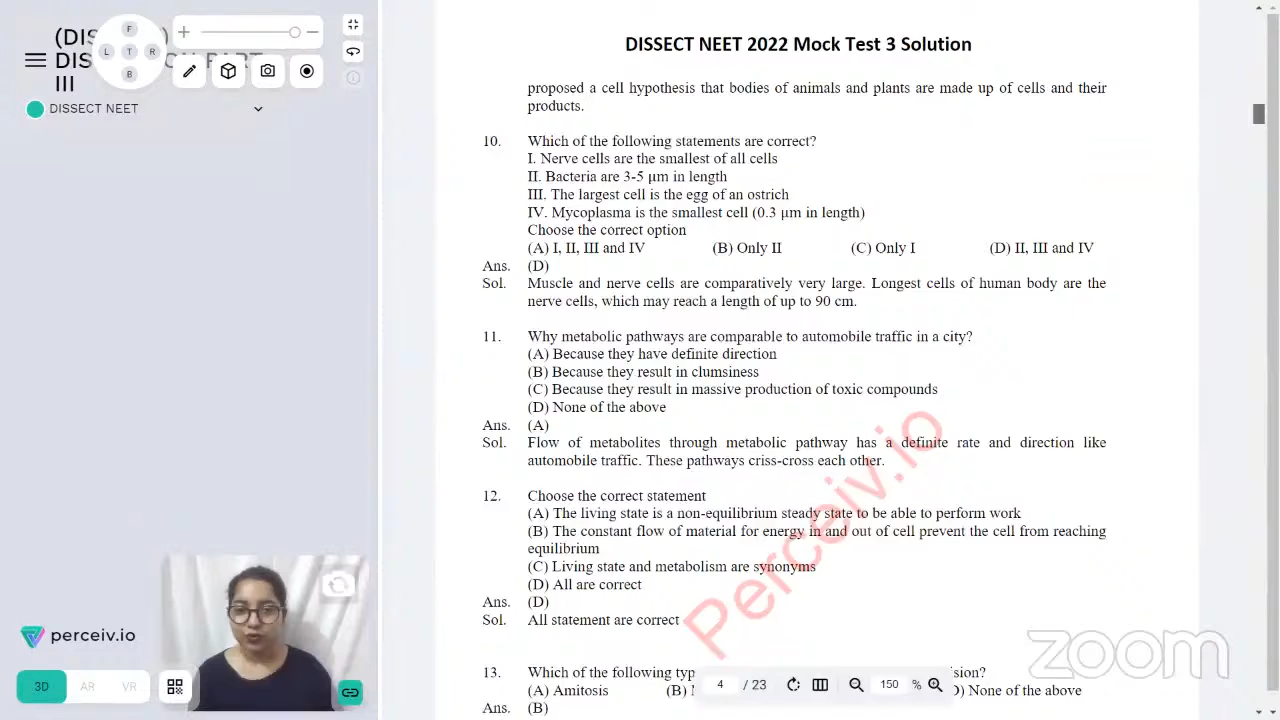 DISSECT NEET 2022 Mock Test 3 Solution
(DIS
DIS
III
DISSECT NEET
F
L T R
B
proposed a cell hypothesis that bodies of animals and plants are made up of cells and their
products.
10. Which of the following statements are correct?
I. Nerve cells are the smallest of all cells
II. Bacteria are 3-5 μm in length
III. The largest cell is the egg of an ostrich
IV. Mycoplasma is the smallest cell (0.3 μm in length)
Choose the correct option
(A) I, II, III and IV (B) Only II (C) Only I (D) II, III and IV
Ans. (D)
Sol. Muscle and nerve cells are comparatively very large. Longest cells of human body are the
nerve cells, which may reach a length of up to 90 cm.
11. Why metabolic pathways are comparable to automobile traffic in a city?
(A) Because they have definite direction
(B) Because they result in clumsiness
(C) Because they result in massive production of toxic compounds
(D) None of the above
Ans. (A)
Sol. Flow of metabolites through metabolic pathway has a definite rate and direction like
automobile traffic. These pathways criss-cross each other.
12. Choose the correct statement
(A) The living state is a non-equilibrium steady state to be able to perform work
(B) The constant flow of material for energy in and out of cell prevent the cell from reaching
equilibrium
(C) Living state and metabolism are synonyms
(D) All are correct
Ans. (D)
Sol. All statement are correct
13. Which of the following typ
(A) Amitosis (B) D) None of the above
Ans. (B)
Perceiv.io
4 / 23 150 %
perceiv.io
3D AR VR
zoom